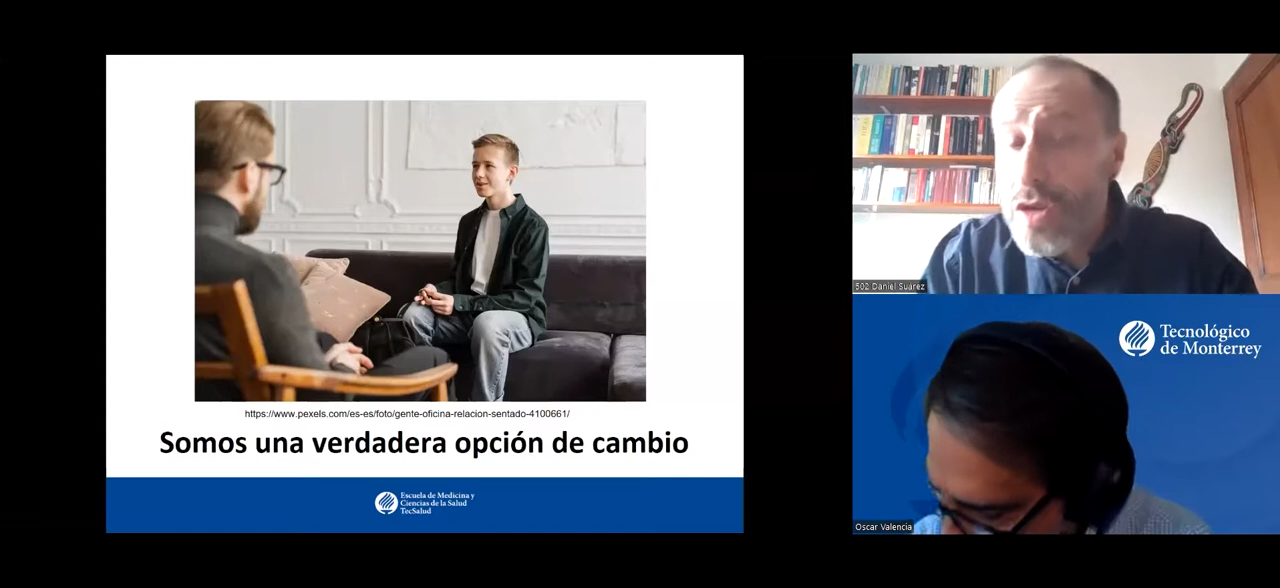 https://www.pexels.com/es-es/foto/gente-oficina-relacion-sentado-4100661/
Somos una verdadera opción de cambio
Escuela de Medicina y
Ciencias de la Salud
TecSalud
502 Daniel Suárez
Tecnológico
de Monterrey
Oscar Valencia